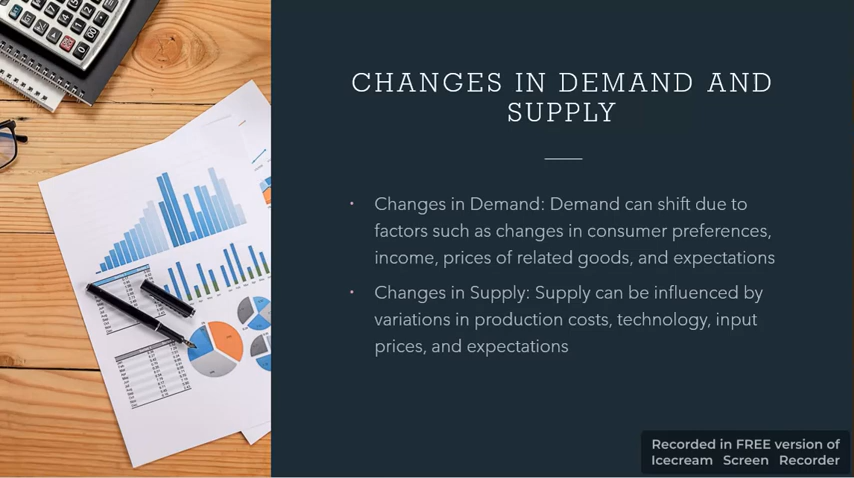 CHANGES IN DEMAND AND
SUPPLY
• Changes in Demand: Demand can shift due to
factors such as changes in consumer preferences,
income, prices of related goods, and expectations
• Changes in Supply: Supply can be influenced by
variations in production costs, technology, input
prices, and expectations
Recorded in FREE version of
Icecream Screen Recorder